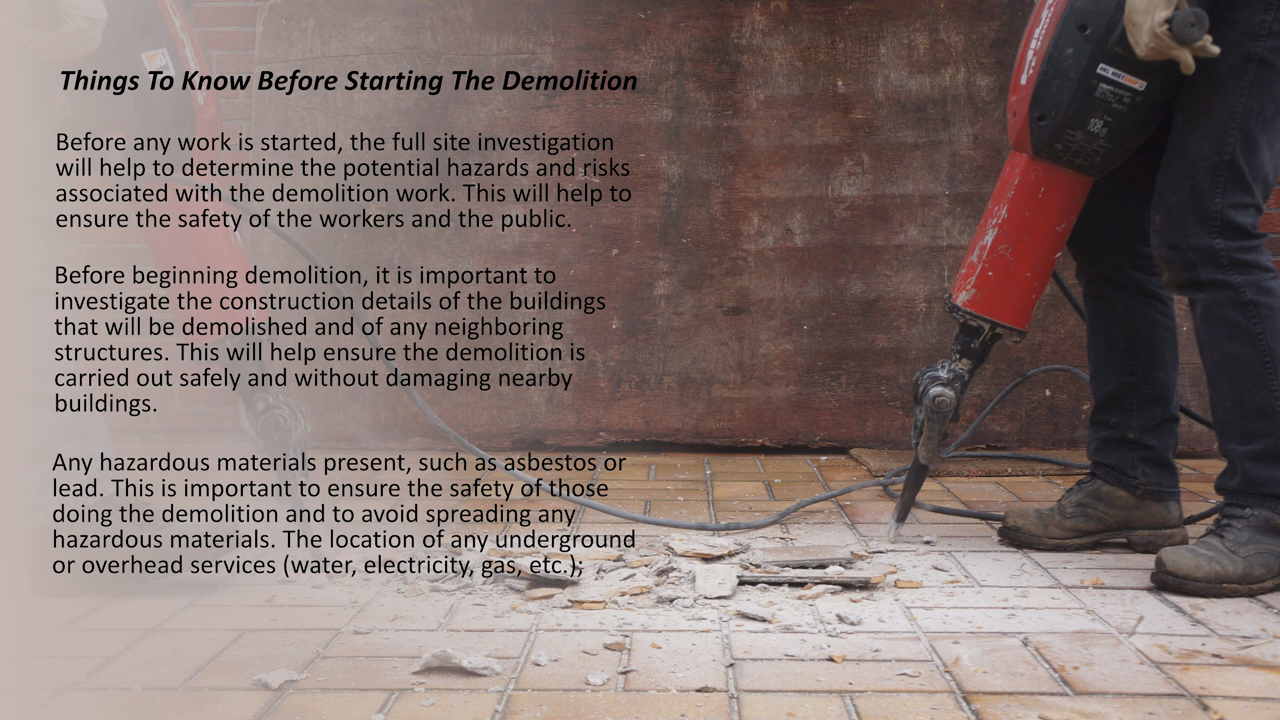 Things To Know Before Starting The Demolition
Before any work is started, the full site investigation
will help to determine the potential hazards and risks
associated with the demolition work. This will help to
ensure the safety of the workers and the public.
Before beginning demolition, it is important to
investigate the construction details of the buildings
that will be demolished and of any neighboring
structures. This will help ensure the demolition is
carried out safely and without damaging nearby
buildings.
Any hazardous materials present, such as asbestos or
lead. This is important to ensure the safety of those
doing the demolition and to avoid spreading any
hazardous materials. The location of any underground
or overhead services (water, electricity, gas, etc.);
108